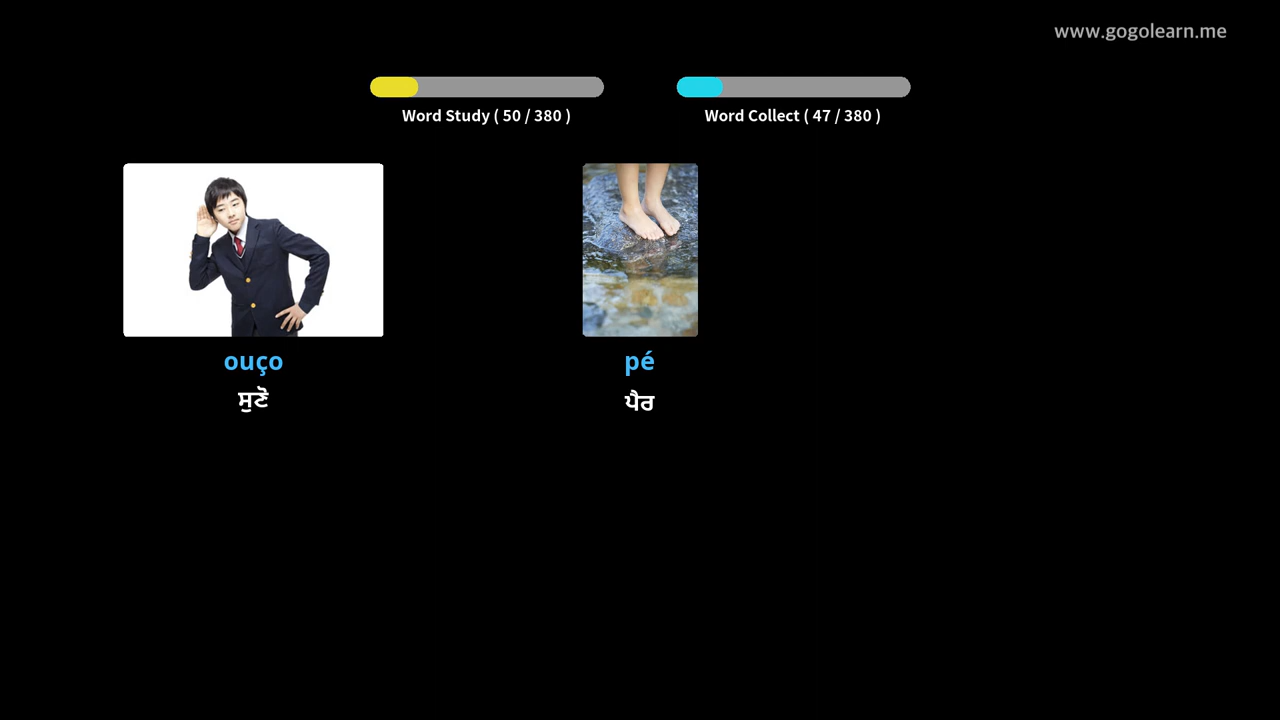 www.gogolearn.me
Word Study ( 50 / 380 )
Word Collect ( 47 / 380 )
ouço
ਸੁਣੋ
pé
ਪੈਰ